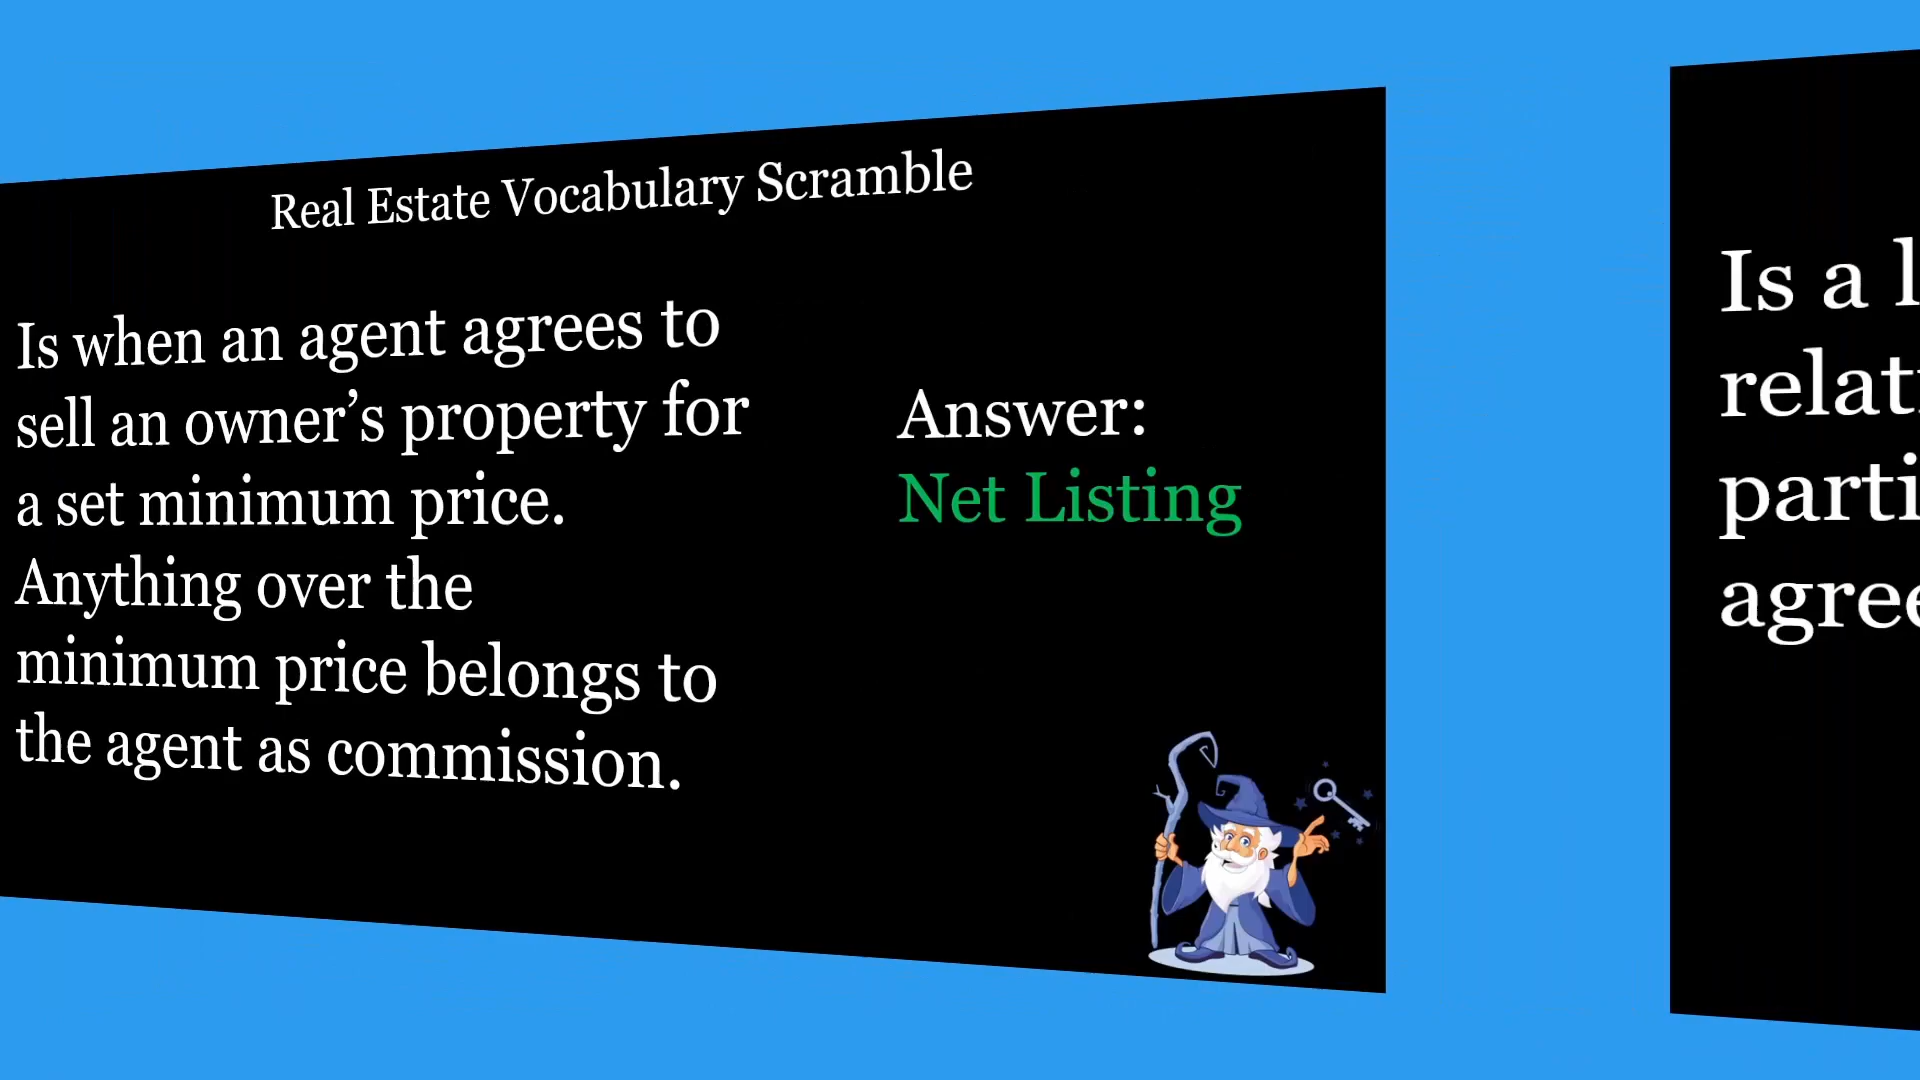 Real Estate Vocabulary Scramble
Is when an agent agrees to
sell an owner’s property for
a set minimum price.
Anything over the
minimum price belongs to
the agent as commission.
Answer:
Net Listing
Is a
agree